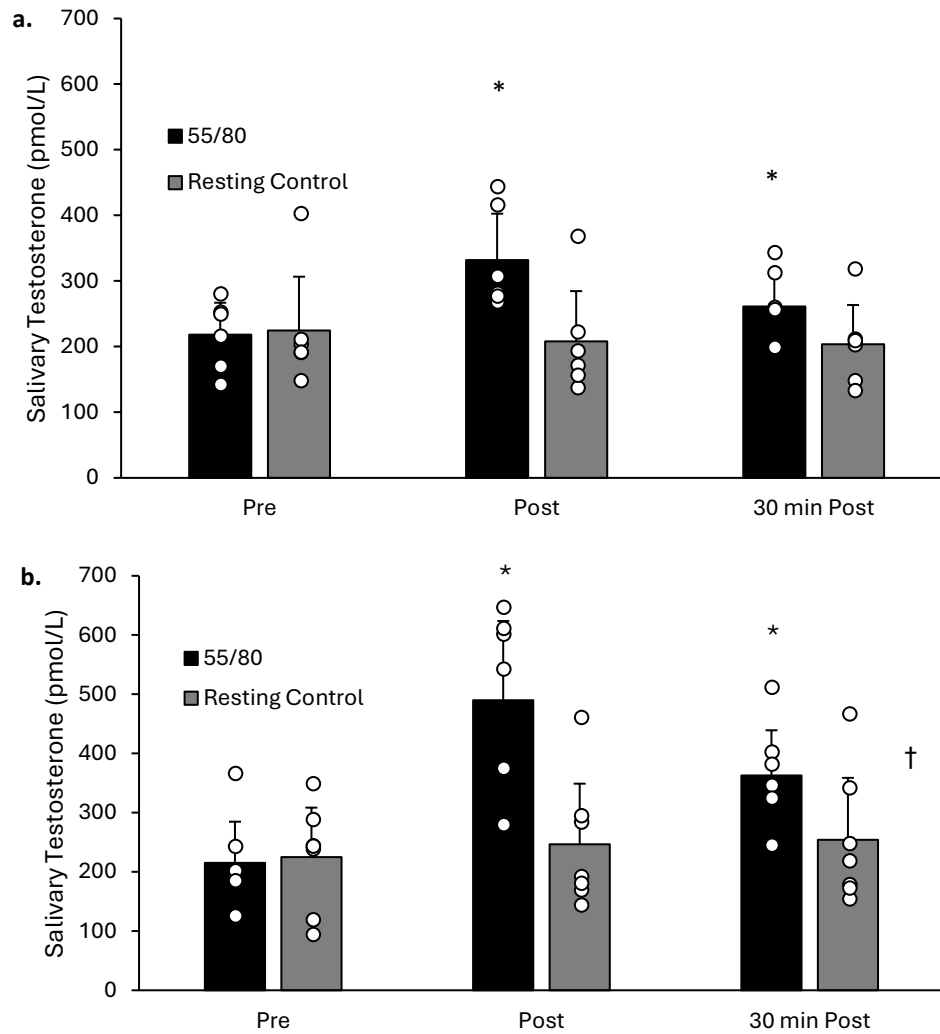 a.
Salivary Testosterone (pmol/L)
700
600
500
400
300
200
100
0
*
*
55/80
Resting Control
Pre
Post
30 min Post
b.
Salivary Testosterone (pmol/L)
700
600
500
400
300
200
100
0
*
*
†
55/80
Resting Control
Pre
Post
30 min Post